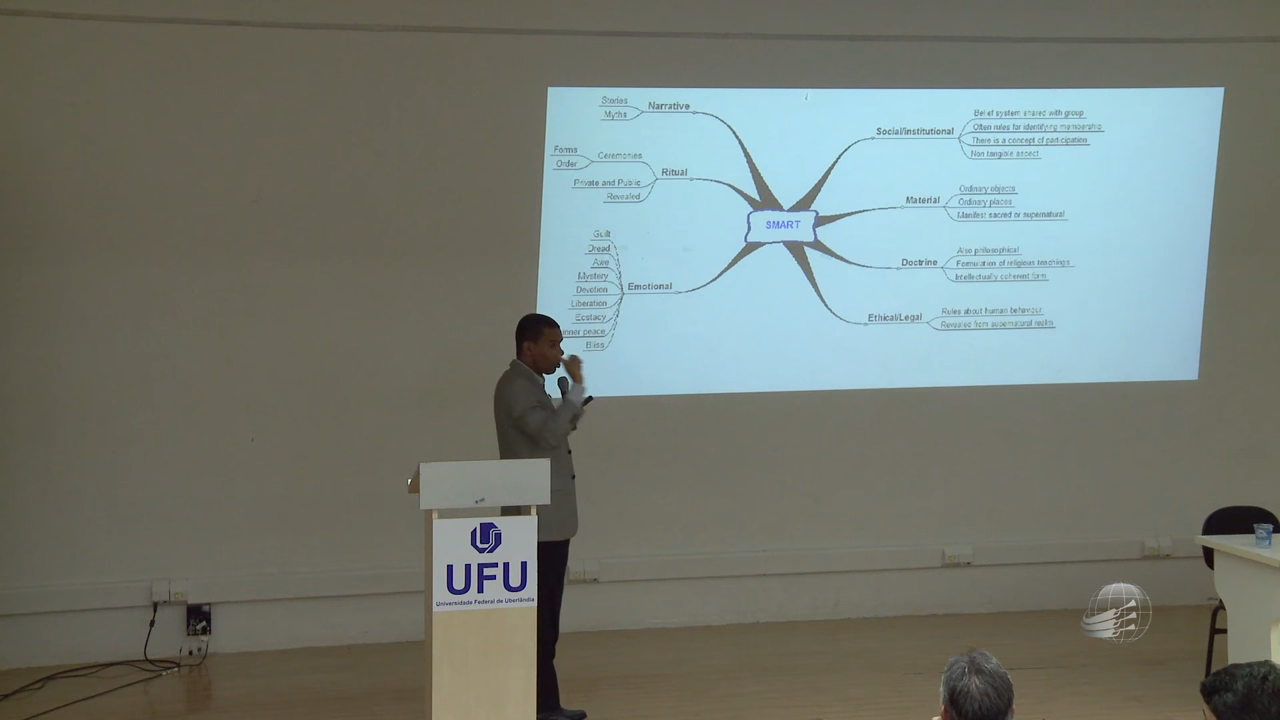 Stories
Myths
Narrative
Forms
Order
Ceremonies
Private and Public
Revealed
Ritual
Guilt
Dread
Awe
Mystery
Devotion
Liberation
Ecstacy
nner peace
Bliss
Emotional
SMART
Social/institutional
Belief system shared with group
Often rules for identifying membership
There is a concept of participation
Non tangible aspect
Material
Ordinary objects
Ordinary places
Manifest sacred or supernatural
Doctrine
Also philosophical
Formulation of religious teachings
Intellectually coherent form
Ethical/Legal
Rules about human behaviour
Revealed from supernatural realm
UFU
Universidade Federal de Uberlândia